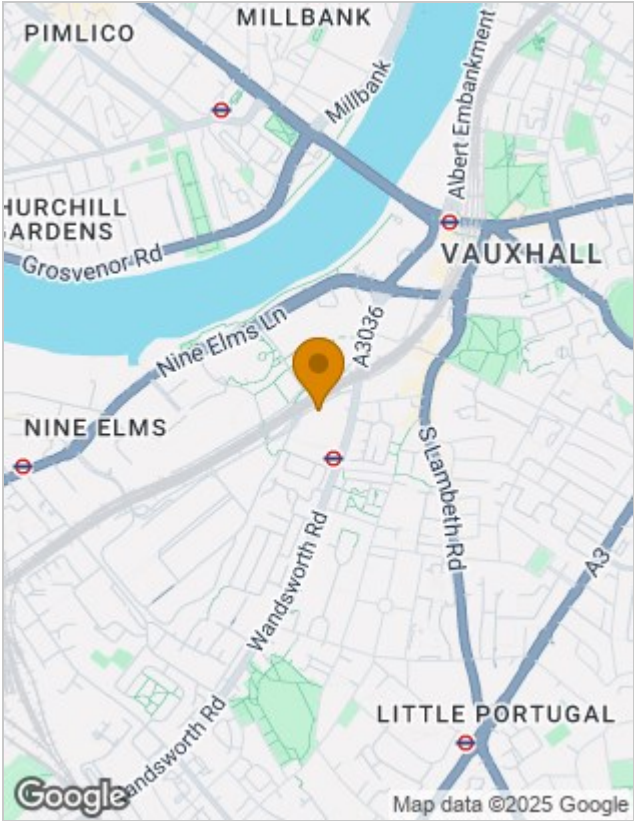 MILLBANK
PIMLICO
Millbank
Albert Embankment
HURCHILL
GARDENS
VAUXHALL
Grosvenor Rd
A3036
Nine Elms Ln
NINE ELMS
S Lambeth Rd
Wandsworth Rd
A3
LITTLE PORTUGAL
andsworth Rd
Google
Map data ©2025 Google